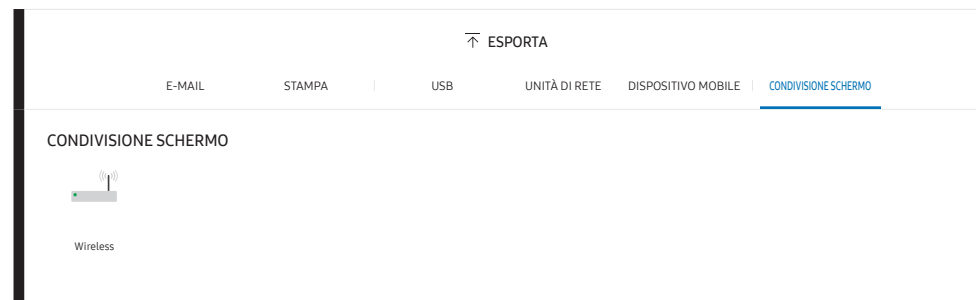 ESPORTA
E-MAIL STAMPA USB UNITÀ DI RETE DISPOSITIVO MOBILE CONDIVISIONE SCHERMO
CONDIVISIONE SCHERMO
Wireless